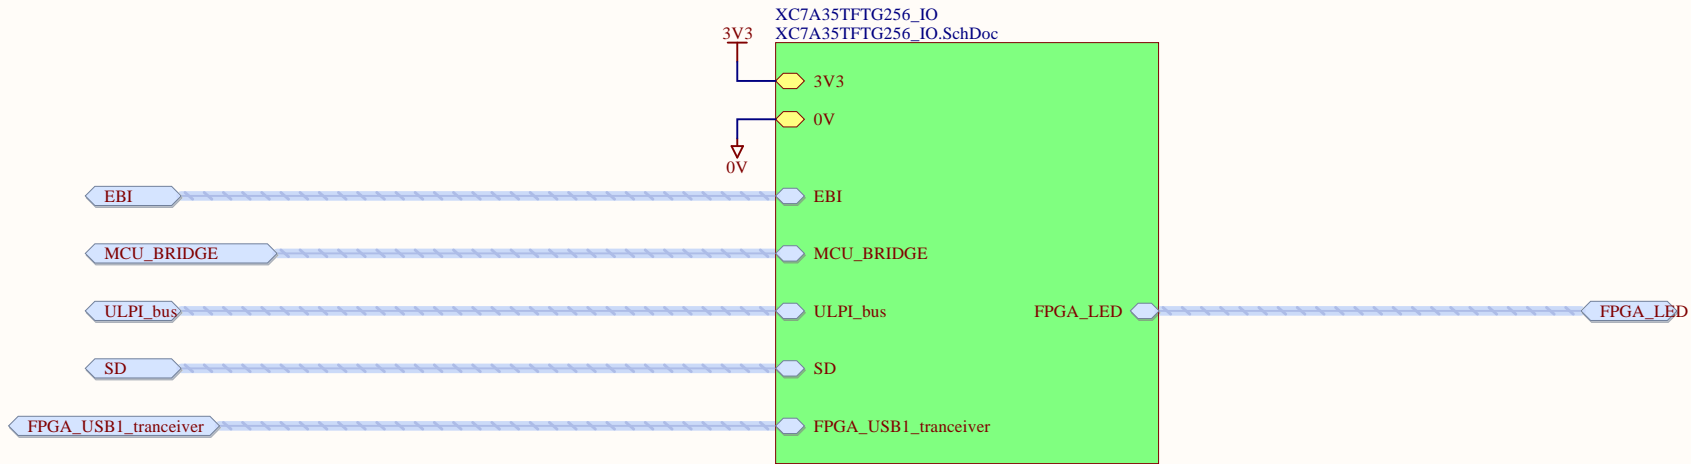 XC7A35TFTG256_IO
XC7A35TFTG256_IO.SchDoc
3V3
3V3
0V
0V
EBI
EBI
MCU_BRIDGE
MCU_BRIDGE
ULPI_bus
ULPI_bus
FPGA_LED
FPGA_LED
SD
SD
FPGA_USB1_tranceiver
FPGA_USB1_tranceiver